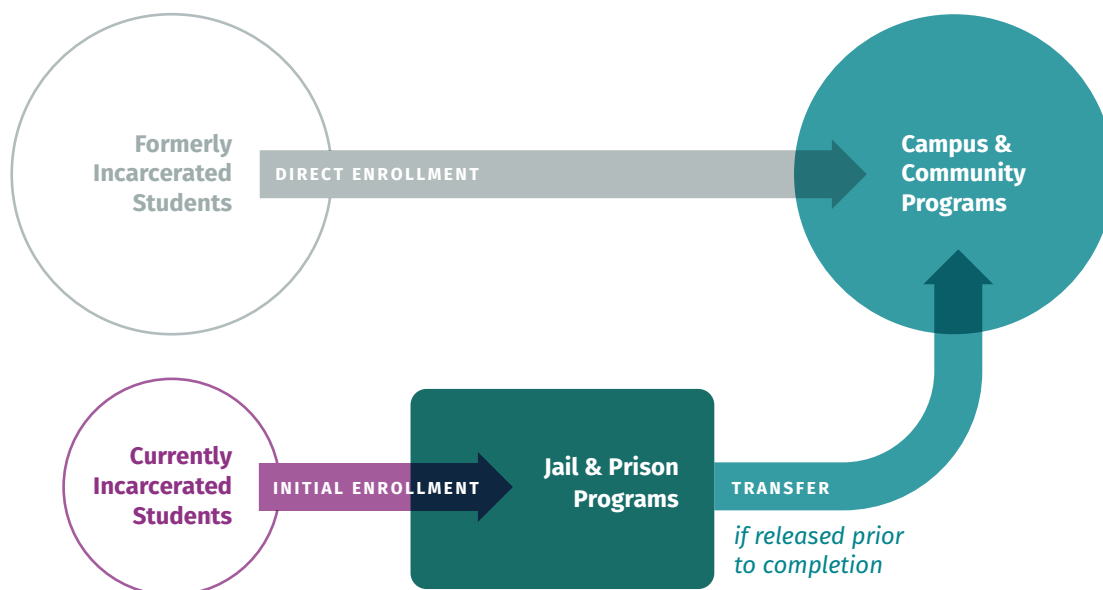 Formerly
Incarcerated
Students
DIRECT ENROLLMENT
Campus &
Community
Programs
Currently
Incarcerated
Students
INITIAL ENROLLMENT
Jail & Prison
Programs
TRANSFER
if released prior
to completion